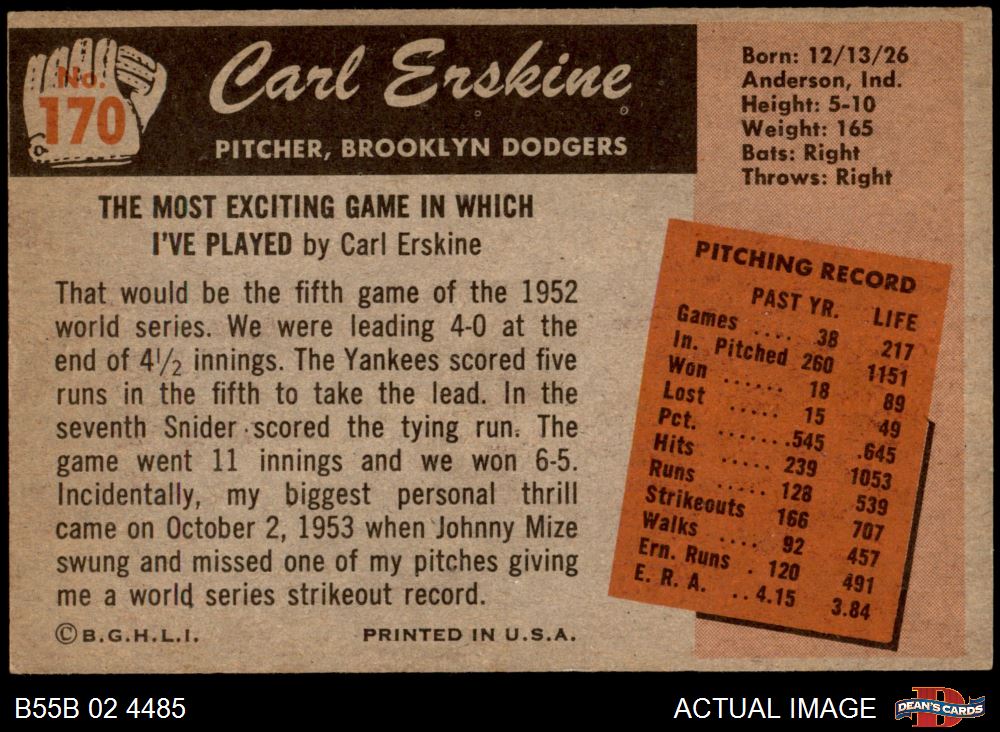 No.
170
Carl Erskine
PITCHER, BROOKLYN DODGERS
Born: 12/13/26
Anderson, Ind.
Height: 5-10
Weight: 165
Bats: Right
Throws: Right
THE MOST EXCITING GAME IN WHICH
I'VE PLAYED by Carl Erskine
That would be the fifth game of the 1952
world series. We were leading 4-0 at the
end of 4 1/2 innings. The Yankees scored five
runs in the fifth to take the lead. In the
seventh Snider scored the tying run. The
game went 11 innings and we won 6-5.
Incidentally, my biggest personal thrill
came on October 2, 1953 when Johnny Mize
swung and missed one of my pitches giving
me a world series strikeout record.
© B.G.H.L.I. PRINTED IN U.S.A.
PITCHING RECORD
PAST YR. LIFE
Games .... 38 217
In. Pitched 260 1151
Won ...... 18 89
Lost ..... 15 49
Pct. .......545 .645
Hits ..... 239 1053
Runs ..... 128 539
Strikeouts 166 707
Walks .... 92 457
Ern. Runs . 120 491
E. R. A. .. 4.15 3.84
B55B 02 4485
ACTUAL IMAGE
D
DEAN'S CARDS